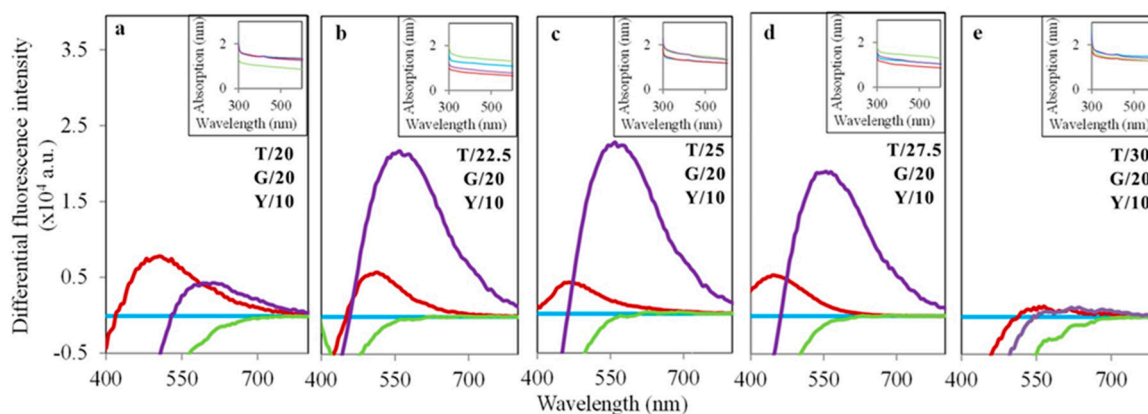 a
Absorption (nm)
2
0
300 500
Wavelength (nm)
T/20
G/20
Y/10
b
Absorption (nm)
2
0
300 500
Wavelength (nm)
T/22.5
G/20
Y/10
c
Absorption (nm)
2
0
300 500
Wavelength (nm)
T/25
G/20
Y/10
d
Absorption (nm)
2
0
300 500
Wavelength (nm)
T/27.5
G/20
Y/10
e
Absorption (nm)
2
0
300 500
Wavelength (nm)
T/30
G/20
Y/10
Differential fluorescence intensity
(x10⁴ a.u.)
3.5
2.5
1.5
0.5
-0.5
400 550 700
400 550 700
400 550 700
400 550 700
400 550 700
Wavelength (nm)